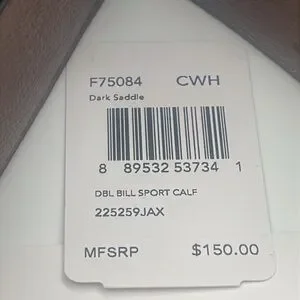 F75084 CWH
Dark Saddle
8 89532 53734 1
DBL BILL SPORT CALF
225259JAX
MFSRP $150.00